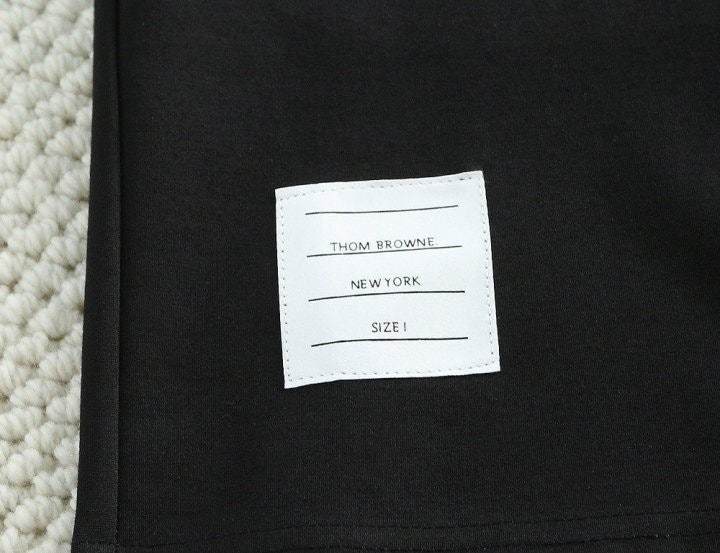 THOM BROWNE.
NEW YORK
SIZE 1